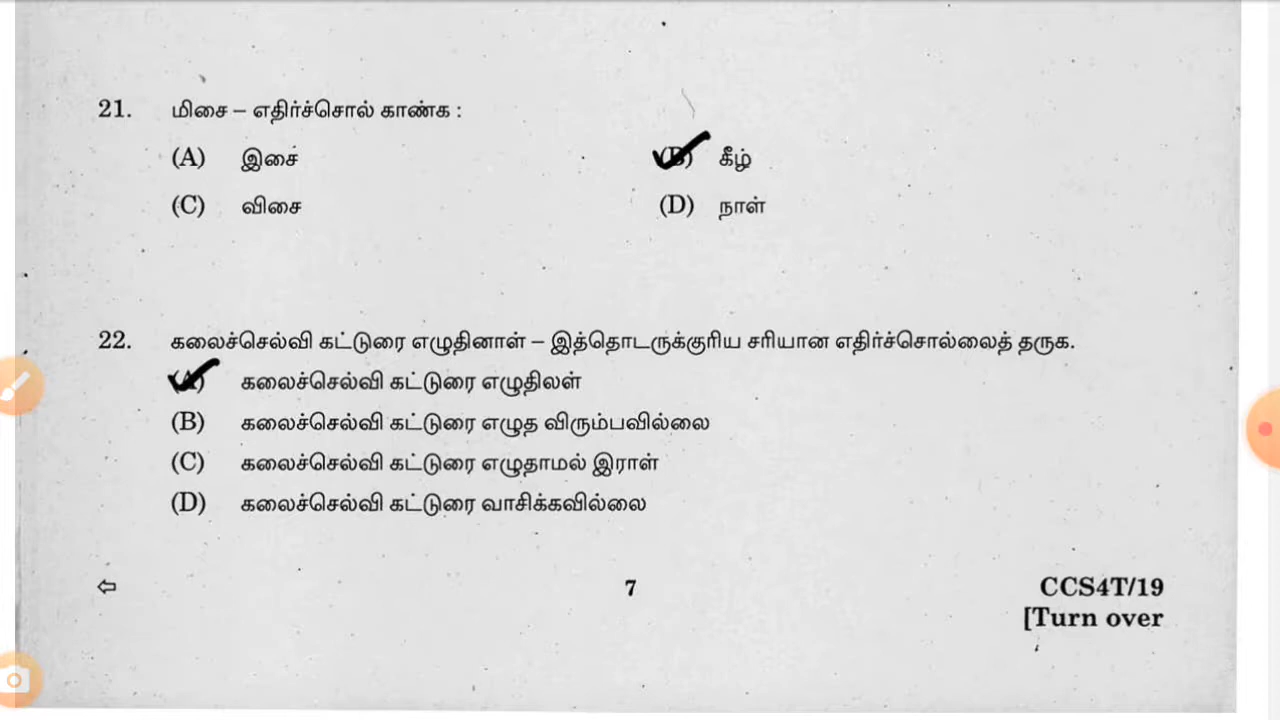 21. மிசை – எதிர்ச்சொல் காண்க :
(A) இசை
(B) கீழ்
(C) விசை
(D) நாள்
22. கலைச்செல்வி கட்டுரை எழுதினாள் – இத்தொடருக்குரிய சரியான எதிர்ச்சொல்லைத் தருக.
(A) கலைச்செல்வி கட்டுரை எழுதிலள்
(B) கலைச்செல்வி கட்டுரை எழுத விரும்பவில்லை
(C) கலைச்செல்வி கட்டுரை எழுதாமல் இராள்
(D) கலைச்செல்வி கட்டுரை வாசிக்கவில்லை
7
CCS4T/19
[Turn over